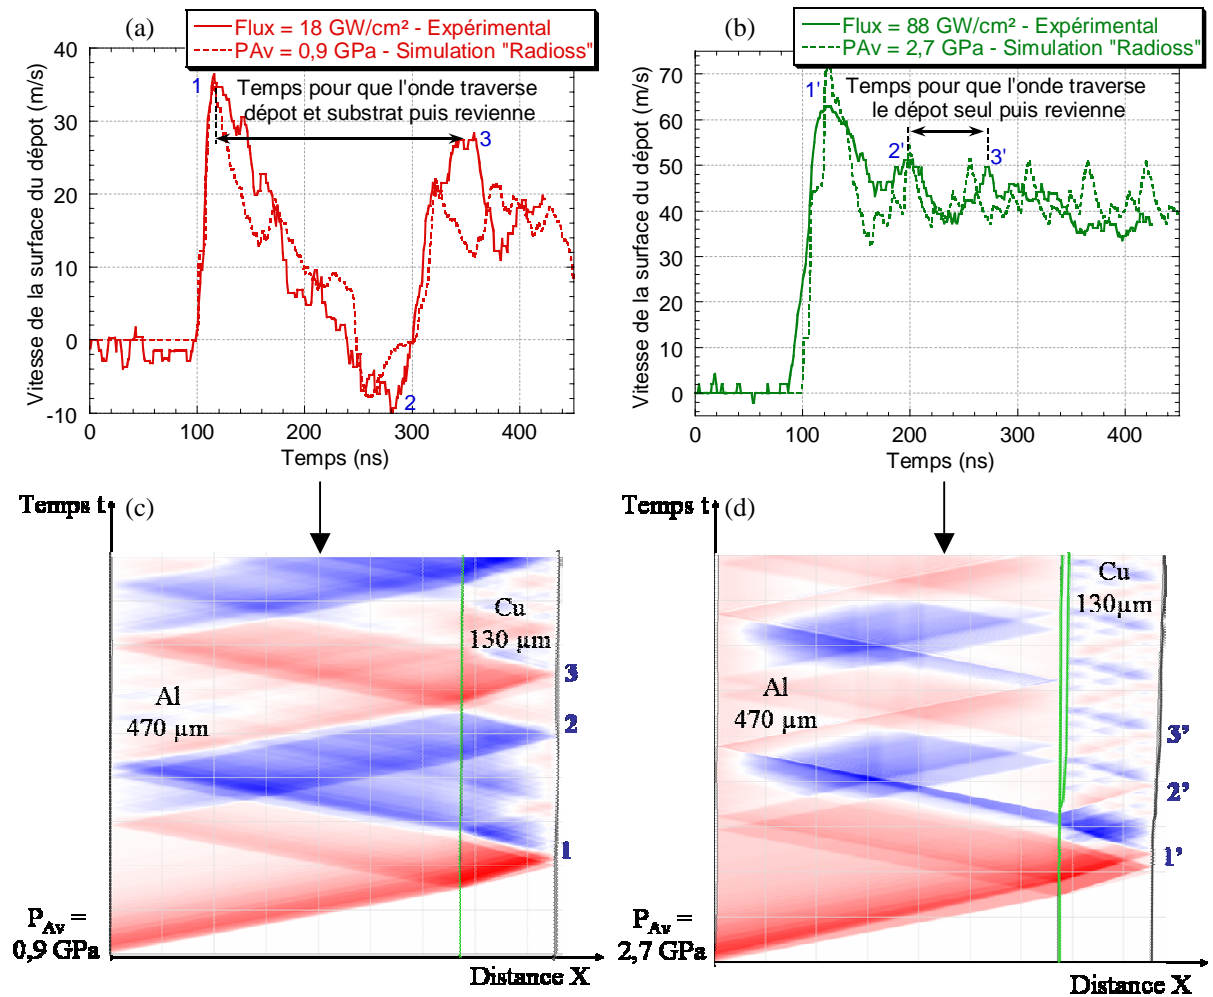 (a)
Flux = 18 GW/cm² - Expérimental
PAv = 0,9 GPa - Simulation "Radioss"
Vitesse de la surface du dépot (m/s)
40
30
20
10
0
-10
1
Temps pour que l'onde traverse
dépot et substrat puis revienne
3
2
0
100
200
300
400
Temps (ns)
(b)
Flux = 88 GW/cm² - Expérimental
PAv = 2,7 GPa - Simulation "Radioss"
Vitesse de la surface du dépot (m/s)
70
60
50
40
30
20
10
0
1'
Temps pour que l'onde traverse
le dépot seul puis revienne
2'
3'
0
100
200
300
400
Temps (ns)
Temps t
(c)
Cu
130 µm
Al
470 µm
3
2
1
P_Av =
0,9 GPa
Distance X
Temps t
(d)
Cu
130µm
Al
470 µm
3'
2'
1'
P_Av =
2,7 GPa
Distance X